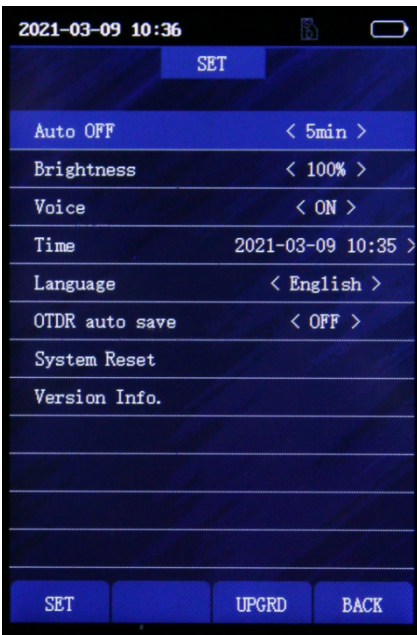 2021-03-09 10:36
SET
Auto OFF < 5min >
Brightness < 100% >
Voice < ON >
Time 2021-03-09 10:35 >
Language < English >
OTDR auto save < OFF >
System Reset
Version Info.
SET UPGRD BACK